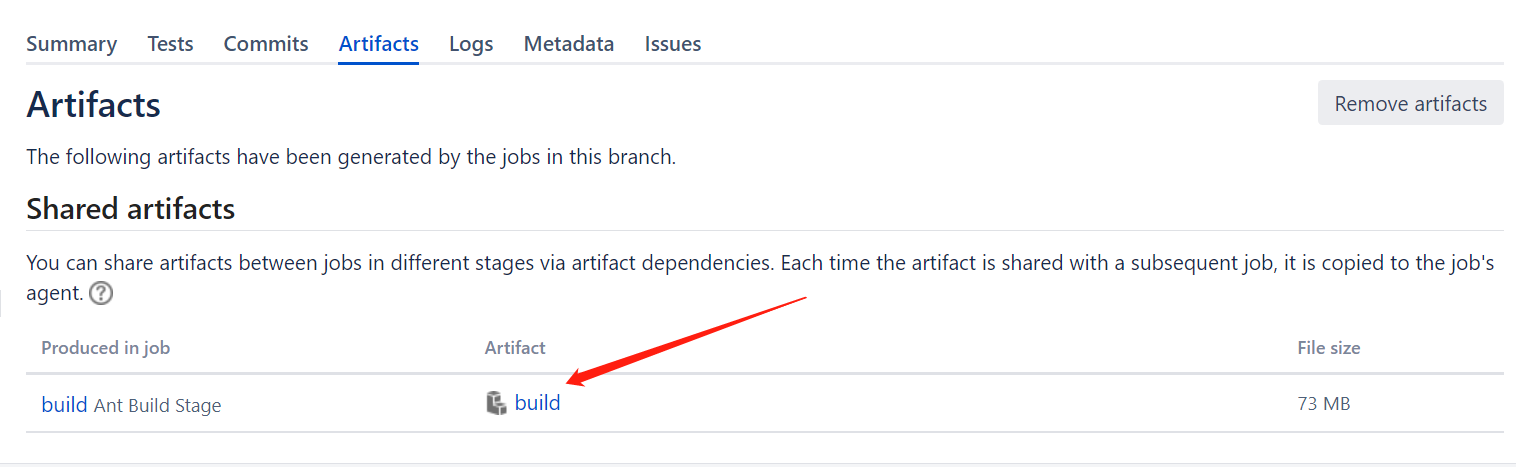 Summary Tests Commits Artifacts Logs Metadata Issues
Artifacts
Remove artifacts
The following artifacts have been generated by the jobs in this branch.
Shared artifacts
You can share artifacts between jobs in different stages via artifact dependencies. Each time the artifact is shared with a subsequent job, it is copied to the job's
agent. ?
Produced in job Artifact File size
build Ant Build Stage build 73 MB